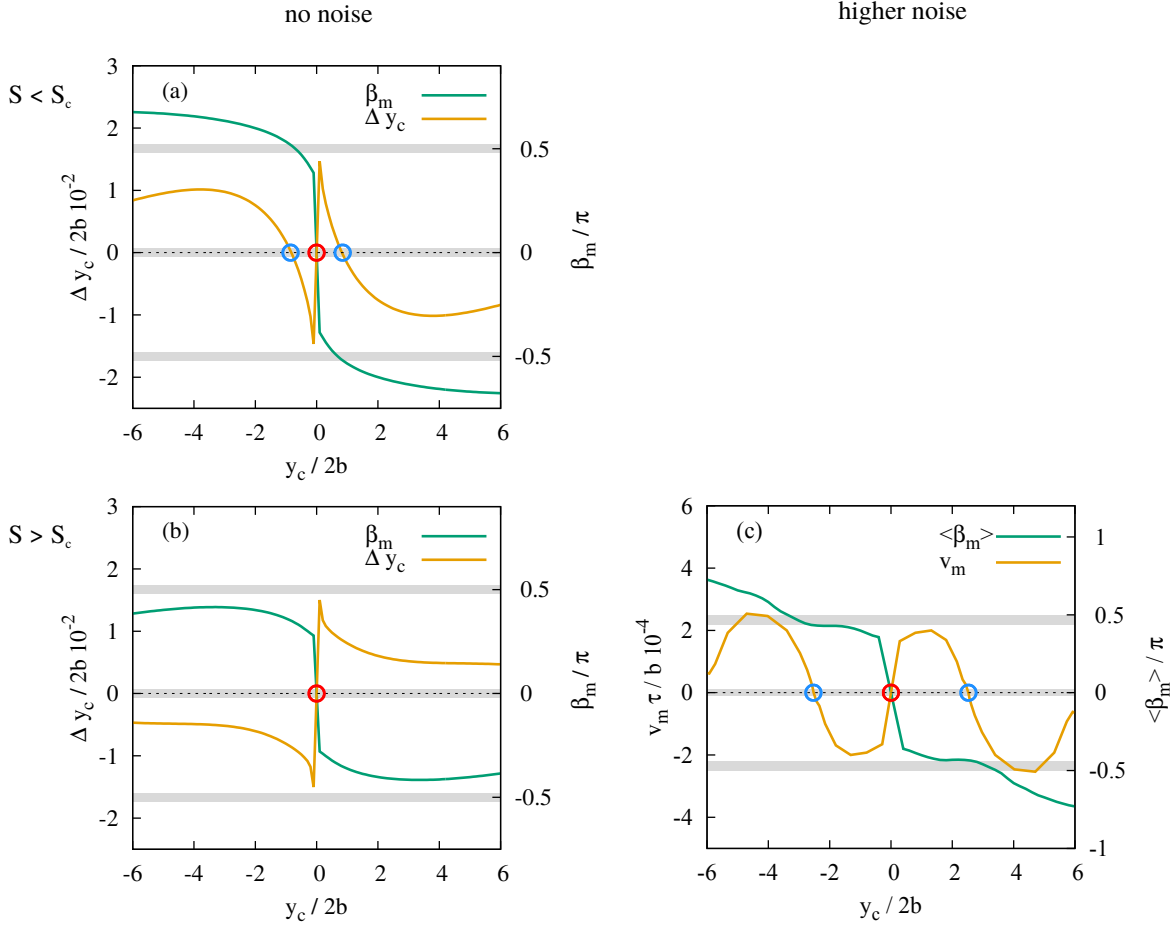 no noise
higher noise
S < S_c
(a)
β_m
Δ y_c
3
2
1
0
-1
-2
Δ y_c / 2b 10^-2
0.5
0
-0.5
β_m / π
-6 -4 -2 0 2 4 6
y_c / 2b
S > S_c
(b)
β_m
Δ y_c
3
2
1
0
-1
-2
Δ y_c / 2b 10^-2
0.5
0
-0.5
β_m / π
-6 -4 -2 0 2 4 6
y_c / 2b
(c)
<β_m>
v_m
6
4
2
0
-2
-4
v_m τ / b 10^-4
1
0.5
0
-0.5
-1
<β_m> / π
-6 -4 -2 0 2 4 6
y_c / 2b